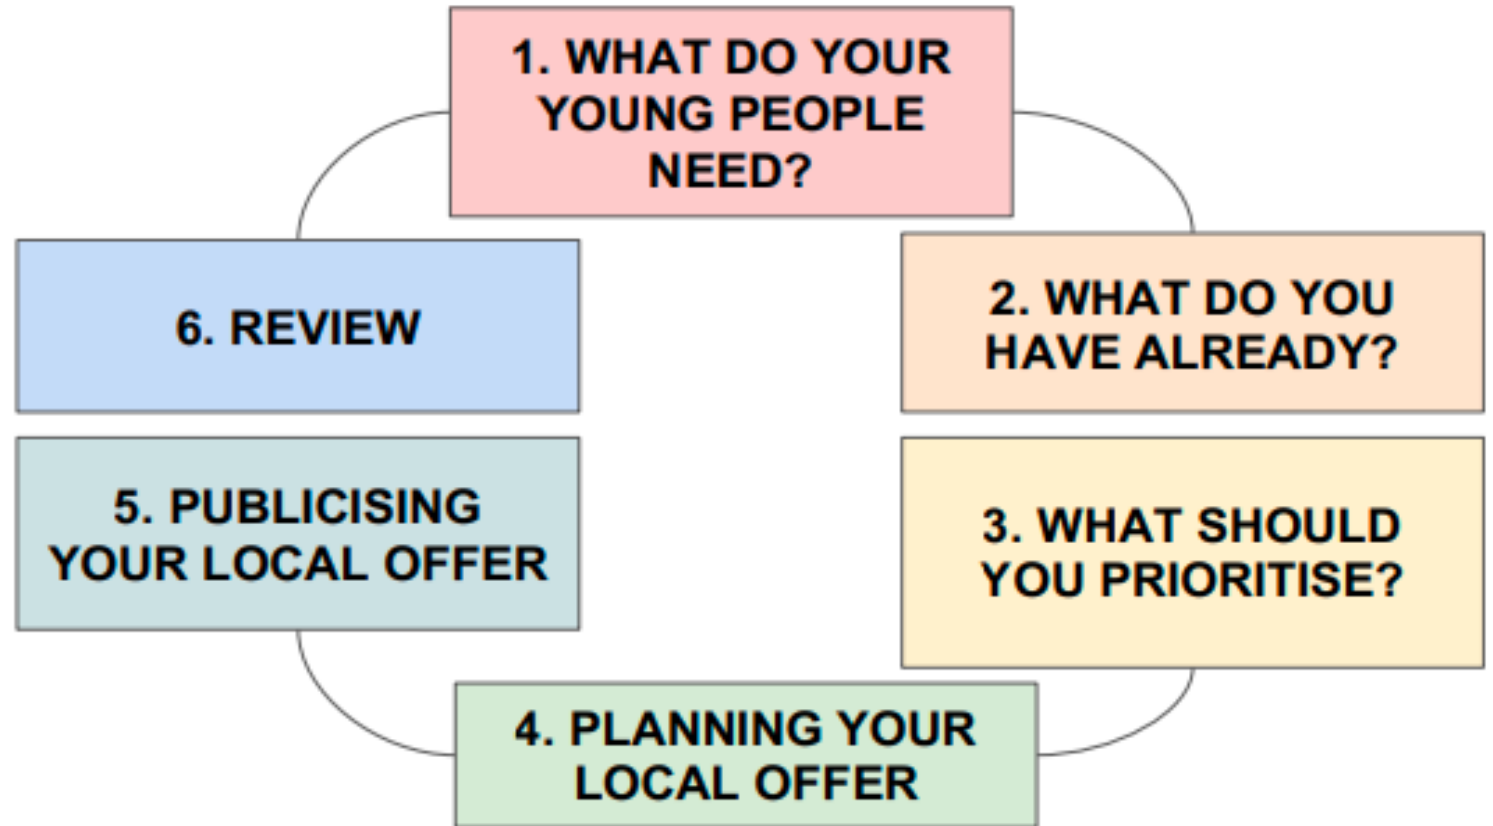 1. WHAT DO YOUR
YOUNG PEOPLE
NEED?
2. WHAT DO YOU
HAVE ALREADY?
3. WHAT SHOULD
YOU PRIORITISE?
4. PLANNING YOUR
LOCAL OFFER
5. PUBLICISING
YOUR LOCAL OFFER
6. REVIEW